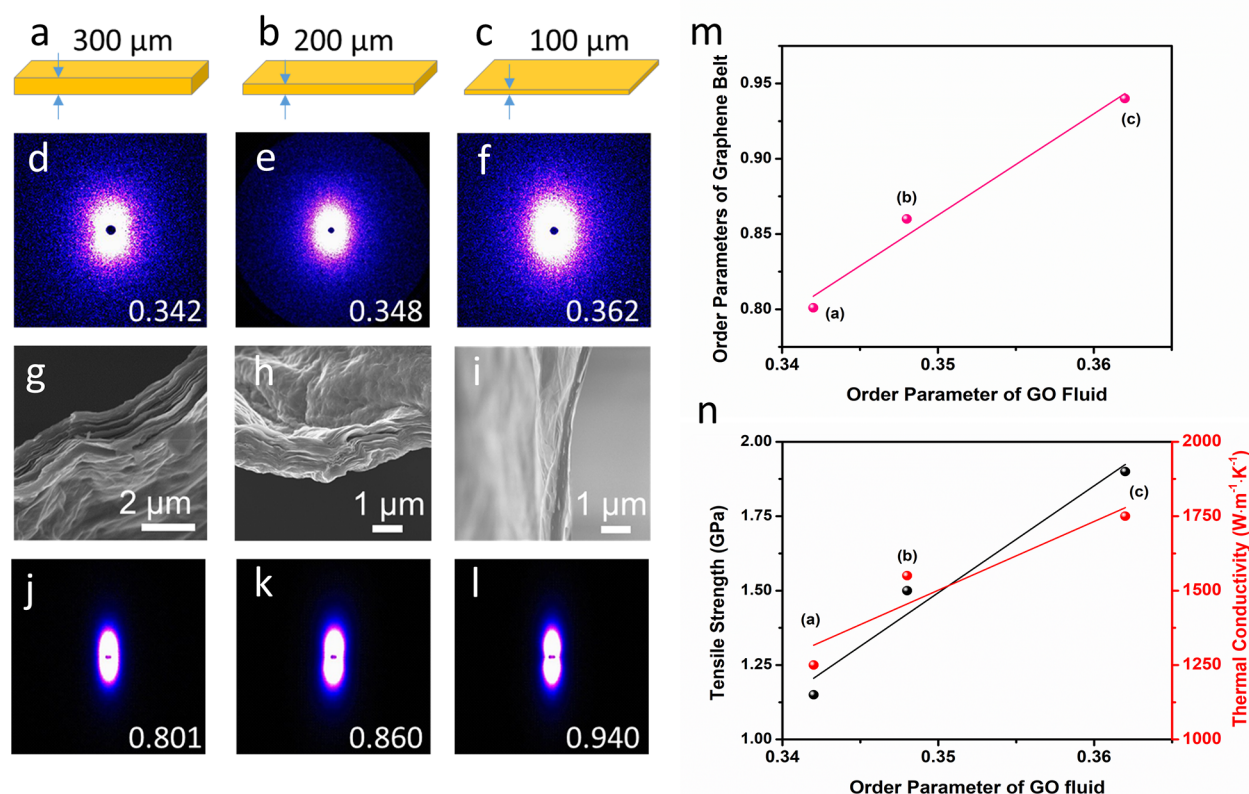 a
300 μm
b
200 μm
c
100 μm
d
0.342
e
0.348
f
0.362
g
2 μm
h
1 μm
i
1 μm
j
0.801
k
0.860
l
0.940
m
Order Parameters of Graphene Belt
0.95
0.90
0.85
0.80
(a)
(b)
(c)
0.34
0.35
0.36
Order Parameter of GO Fluid
n
Tensile Strength (GPa)
2.00
1.75
1.50
1.25
1.00
(a)
(b)
(c)
2000
1750
1500
1250
1000
Thermal Conductivity (W·m⁻¹·K⁻¹)
0.34
0.35
0.36
Order Parameter of GO fluid